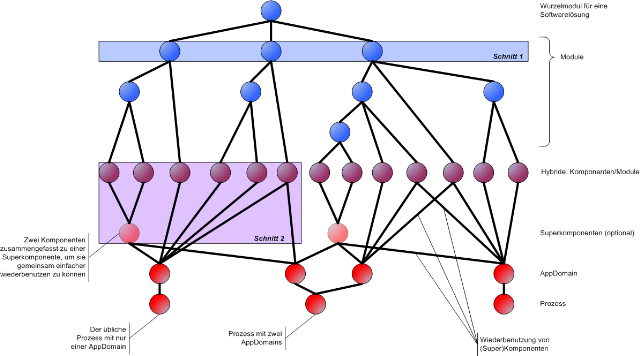 Wurzelmodul für eine
Softwarelösung
Schnitt 1
Module
Hybride: Komponenten/Module
Zwei Komponenten
zusammengefasst zu einer
Superkomponente, um sie
gemeinsam einfacher
wiederbenutzen zu können
Schnitt 2
Superkomponenten (optional)
AppDomain
Prozess
Der übliche
Prozess mit nur
einer AppDomain
Prozess mit zwei
AppDomains
Wiederbenutzung von
(Super)Komponenten